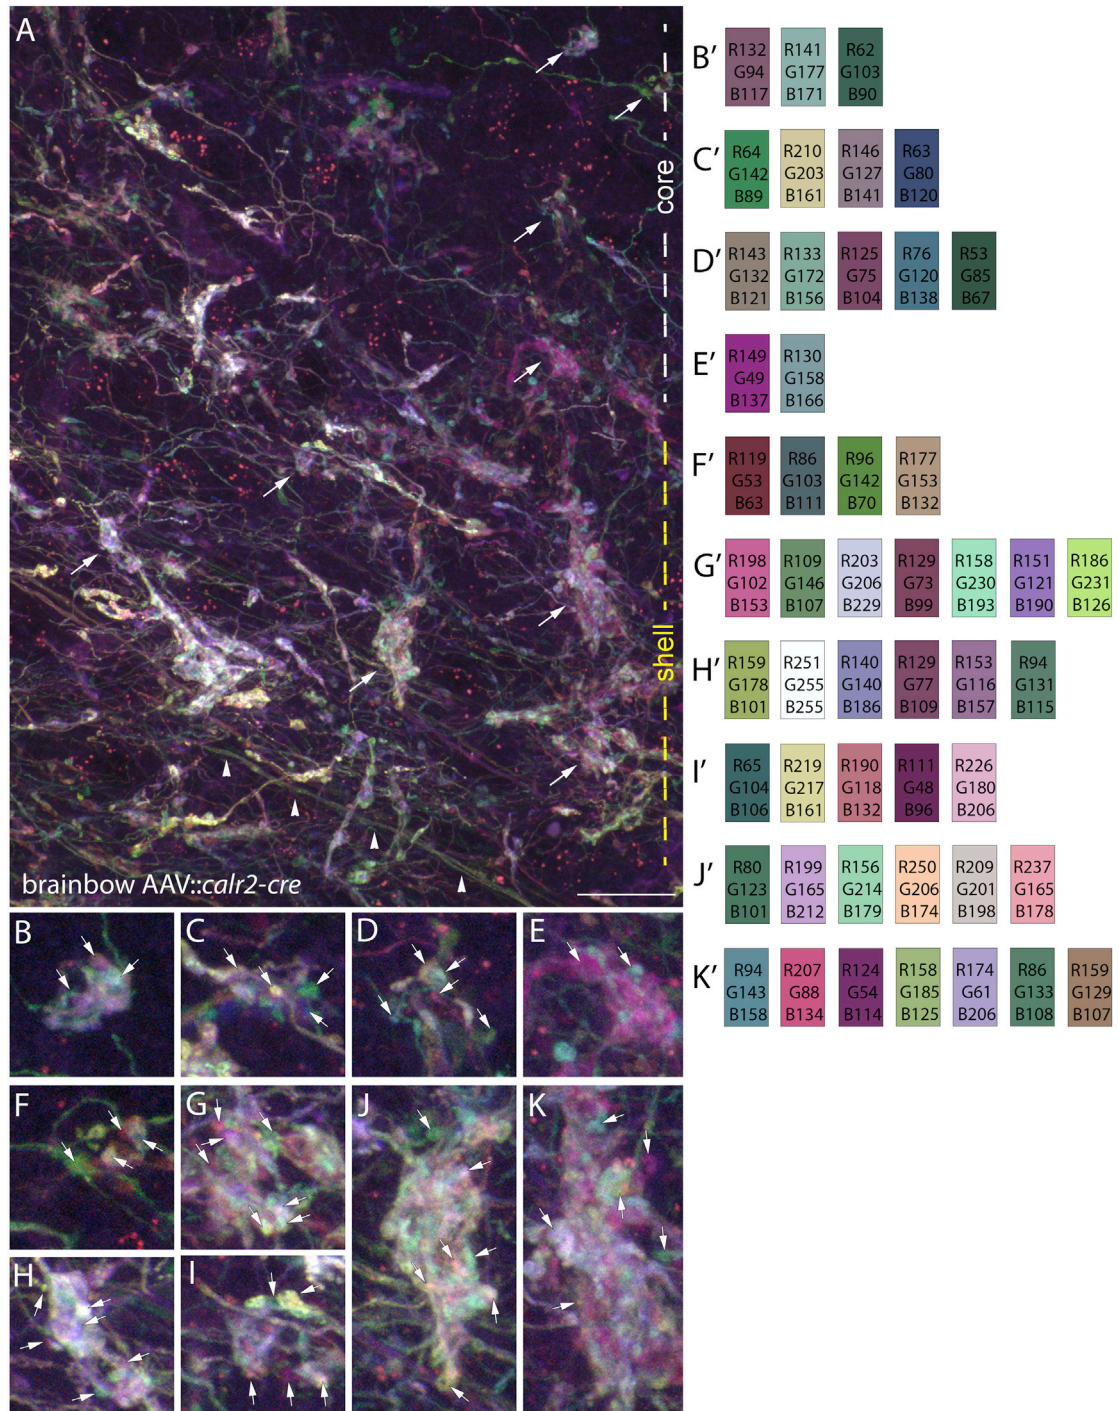 A
core
shell
brainbow AAV::calr2-cre
B
C
D
E
F
G
J
K
H
I
B′
R132
G94
B117
R141
G177
B171
R62
G103
B90
C′
R64
G142
B89
R210
G203
B161
R146
G127
B141
R63
G80
B120
D′
R143
G132
B121
R133
G172
B156
R125
G75
B104
R76
G120
B138
R53
G85
B67
E′
R149
G49
B137
R130
G158
B166
F′
R119
G53
B63
R86
G103
B111
R96
G142
B70
R177
G153
B132
G′
R198
G102
B153
R109
G146
B107
R203
G206
B229
R129
G73
B99
R158
G230
B193
R151
G121
B190
R186
G231
B126
H′
R159
G178
B101
R251
G255
B255
R140
G140
B186
R129
G77
B109
R153
G116
B157
R94
G131
B115
I′
R65
G104
B106
R219
G217
B161
R190
G118
B132
R111
G48
B96
R226
G180
B206
J′
R80
G123
B101
R199
G165
B212
R156
G214
B179
R250
G206
B174
R209
G201
B198
R237
G165
B178
K′
R94
G143
B158
R207
G88
B134
R124
G54
B114
R158
G185
B125
R174
G61
B206
R86
G133
B108
R159
G129
B107